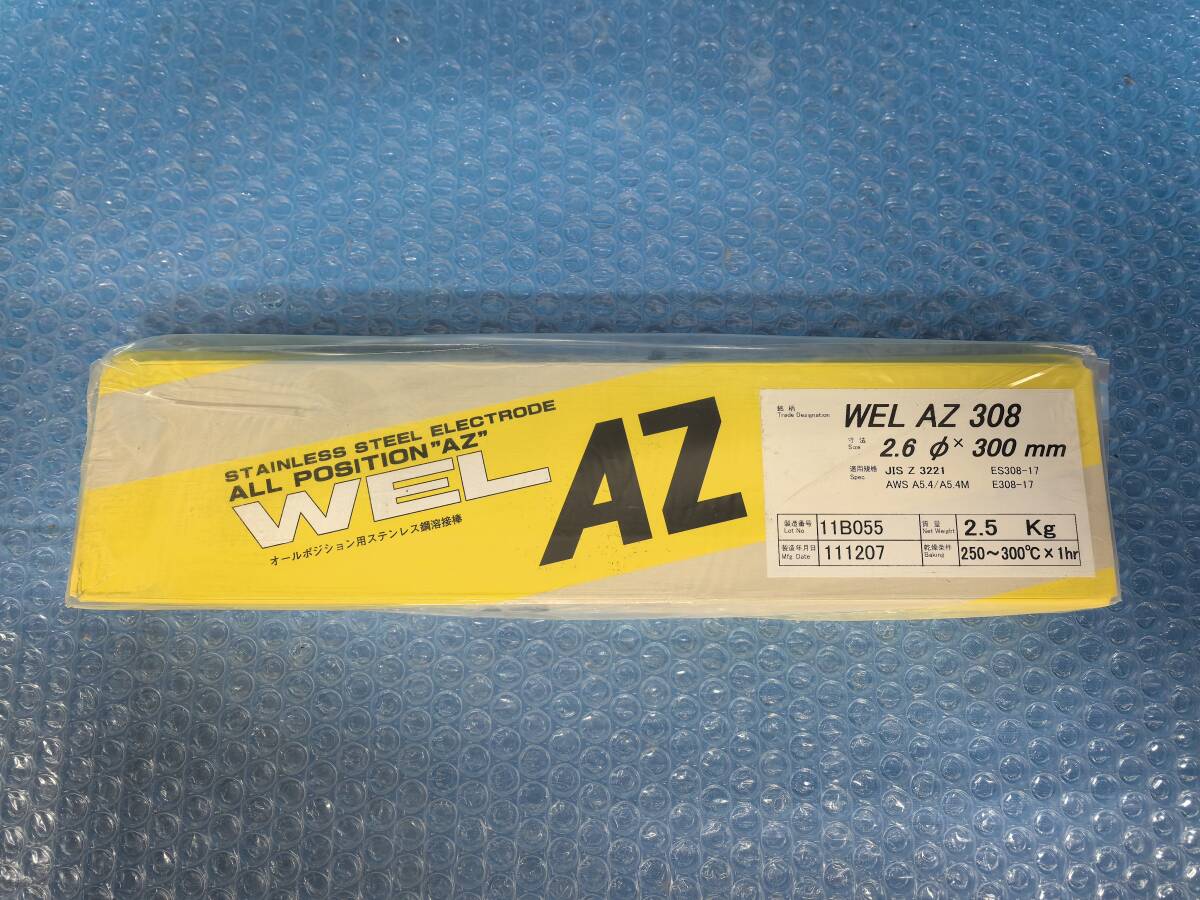 STAINLESS STEEL ELECTRODE
ALL POSITION "AZ"
WEL AZ
オールポジション用ステンレス鋼溶接棒
銘柄 WEL AZ 308
Trade Designation
寸法 2.6 φ × 300 mm
Size
適用規格 JIS Z 3221 ES308-17
Spec AWS A5.4/A5.4M E308-17
製造番号 11B055 質量 2.5 Kg
Lot No Net Weight
製造年月日 111207 乾燥条件 250～300℃×1hr
Mfg Date Baking